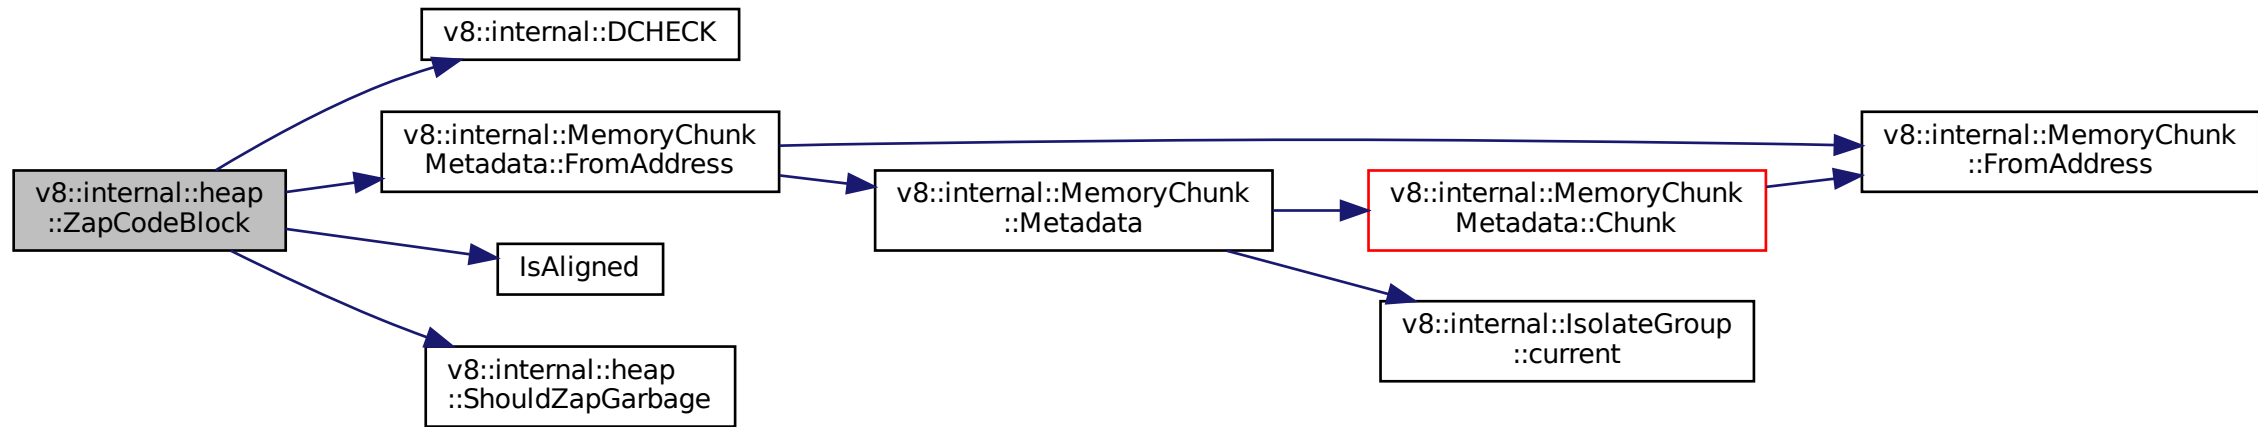 v8::internal::DCHECK
v8::internal::MemoryChunk
Metadata::FromAddress
v8::internal::MemoryChunk
::FromAddress
v8::internal::heap
::ZapCodeBlock
v8::internal::MemoryChunk
::Metadata
v8::internal::MemoryChunk
Metadata::Chunk
IsAligned
v8::internal::IsolateGroup
::current
v8::internal::heap
::ShouldZapGarbage